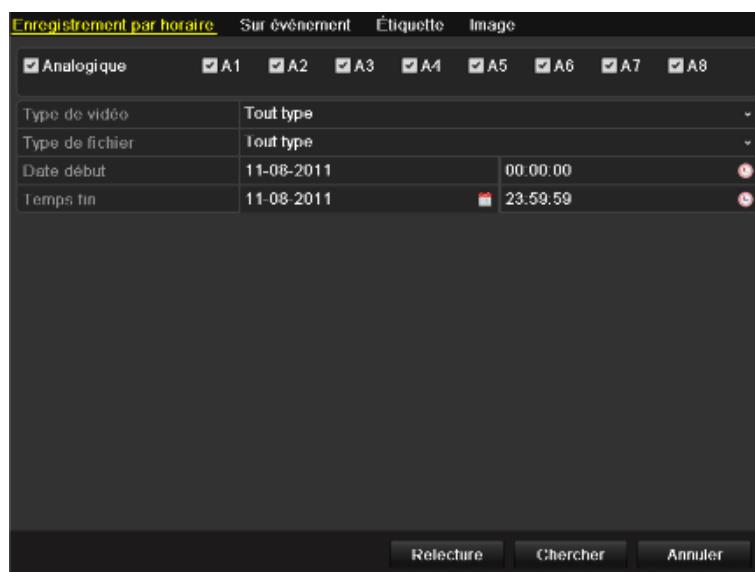 Enregistrement par horaire Sur événement Étiquette Image
Analogique A1 A2 A3 A4 A5 A6 A7 A8
Type de vidéo Tout type
Type de fichier Tout type
Date début 11-08-2011 00:00:00
Temps fin 11-08-2011 23:59:59
Relecture Chercher Annuler